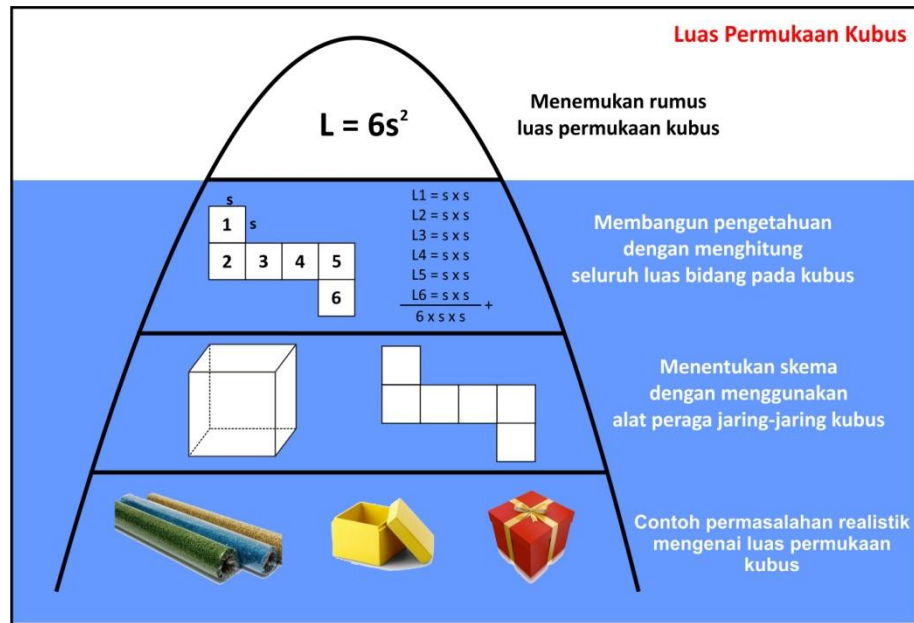 Luas Permukaan Kubus
L = 6s²
Menemukan rumus
luas permukaan kubus
s
1 s
2 3 4 5
6
L1 = s x s
L2 = s x s
L3 = s x s
L4 = s x s
L5 = s x s
L6 = s x s
+
6 x s x s
Membangun pengetahuan
dengan menghitung
seluruh luas bidang pada kubus
Menentukan skema
dengan menggunakan
alat peraga jaring-jaring kubus
Contoh permasalahan realistik
mengenai luas permukaan
kubus